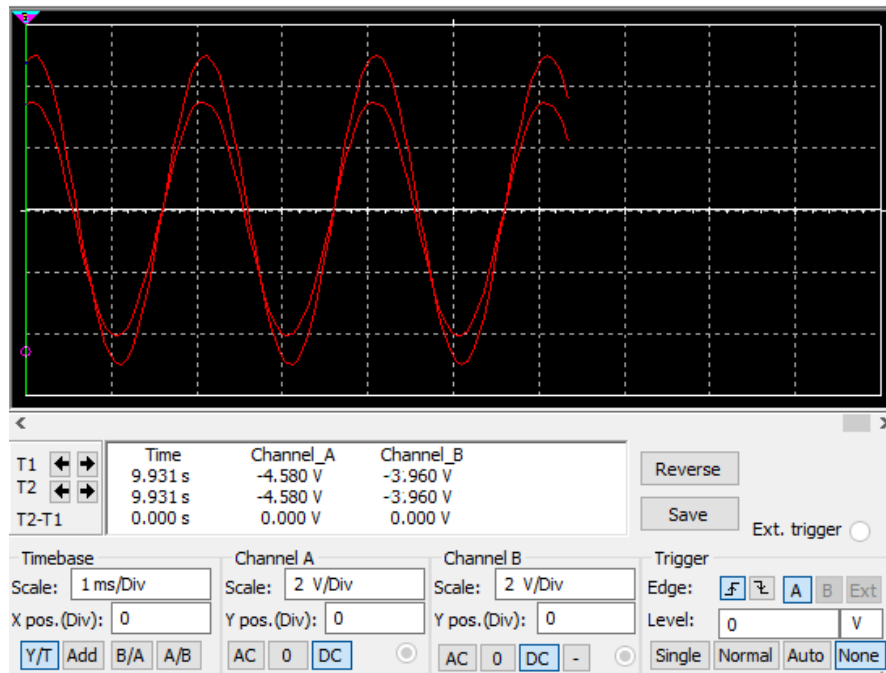 Time Channel_A Channel_B
T1 9.931 s -4.580 V -3.960 V
T2 9.931 s -4.580 V -3.960 V
T2-T1 0.000 s 0.000 V 0.000 V
Reverse
Save
Ext. trigger
Timebase
Scale: 1 ms/Div
X pos.(Div): 0
Y/T Add B/A A/B
Channel A
Scale: 2 V/Div
Y pos.(Div): 0
AC 0 DC
Channel B
Scale: 2 V/Div
Y pos.(Div): 0
AC 0 DC -
Trigger
Edge: A B Ext
Level: 0 V
Single Normal Auto None